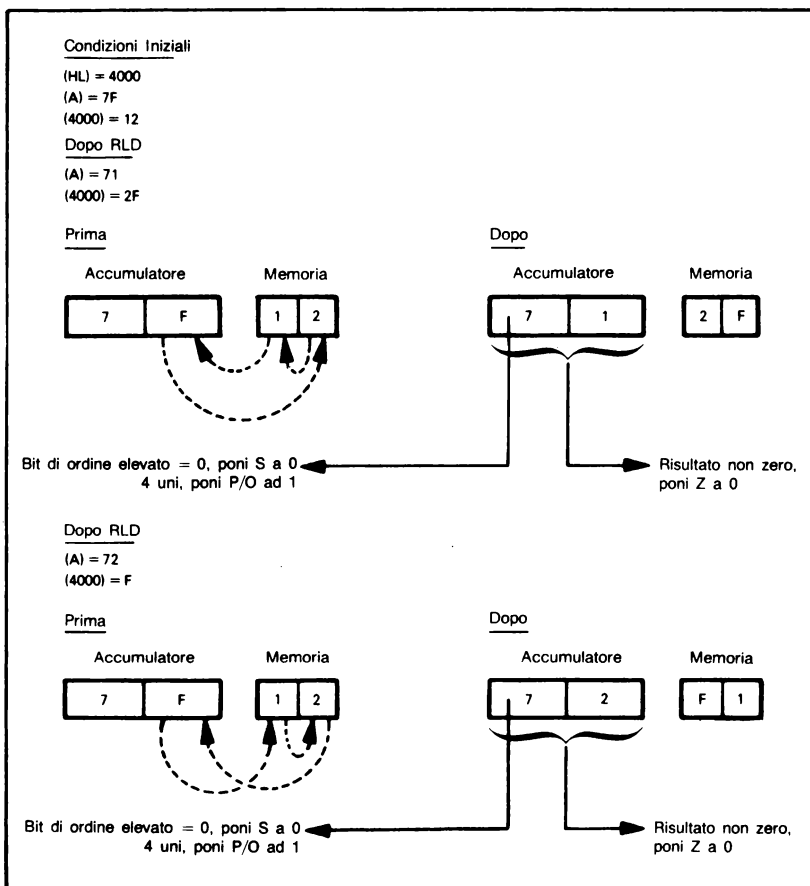 Condizioni Iniziali
(HL) = 4000
(A) = 7F
(4000) = 12
Dopo RLD
(A) = 71
(4000) = 2F
Prima
Dopo
Accumulatore
Memoria
Accumulatore
Memoria
7
F
1
2
7
1
2
F
Bit di ordine elevato = 0, poni S a 0
4 uni, poni P/O ad 1
Risultato non zero,
poni Z a 0
Dopo RLD
(A) = 72
(4000) = F
Prima
Dopo
Accumulatore
Memoria
Accumulatore
Memoria
7
F
1
2
7
2
F
1
Bit di ordine elevato = 0, poni S a 0
4 uni, poni P/O ad 1
Risultato non zero,
poni Z a 0